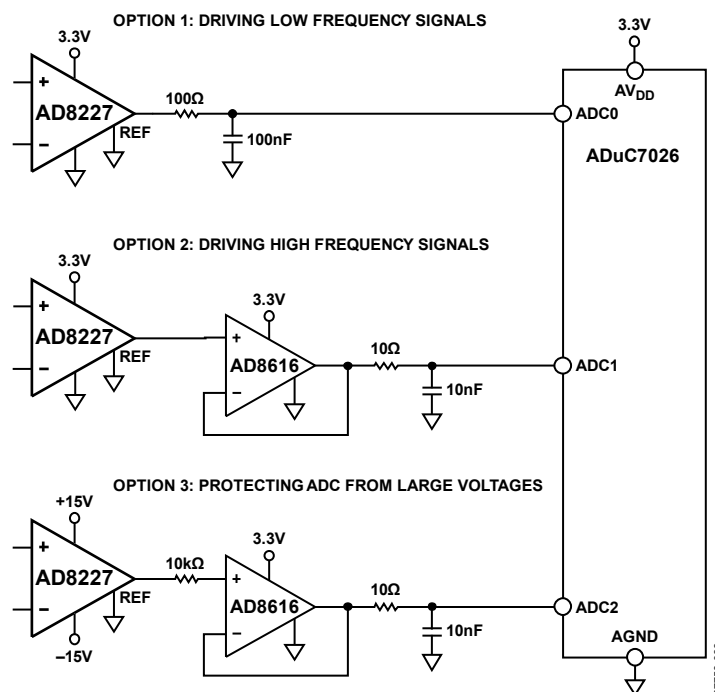 OPTION 1: DRIVING LOW FREQUENCY SIGNALS
3.3V
+
AD8227
−
REF
100Ω
100nF
3.3V
AVDD
ADC0
ADuC7026
OPTION 2: DRIVING HIGH FREQUENCY SIGNALS
3.3V
+
AD8227
−
REF
3.3V
+
AD8616
−
10Ω
10nF
ADC1
OPTION 3: PROTECTING ADC FROM LARGE VOLTAGES
+15V
+
AD8227
−
REF
−15V
10kΩ
3.3V
+
AD8616
−
10Ω
10nF
ADC2
AGND